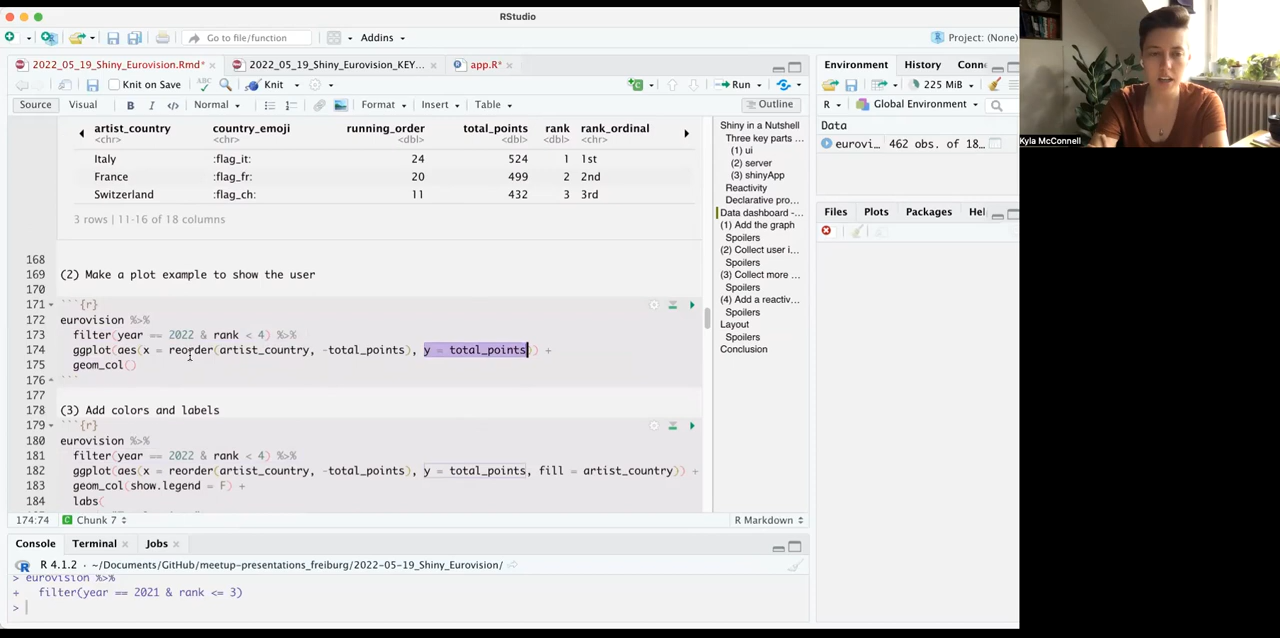 RStudio
Go to file/function
Addins
Project: (None)
2022_05_19_Shiny_Eurovision.Rmd*
2022_05_19_Shiny_Eurovision_KEY...
app.R*
Knit on Save
Knit
Run
Source
Visual
B
I
Normal
Format
Insert
Table
Outline
artist_country country_emoji running_order total_points rank rank_ordinal
<chr> <chr> <dbl> <dbl> <dbl> <chr>
Italy :flag_it: 24 524 1 1st
France :flag_fr: 20 499 2 2nd
Switzerland :flag_ch: 11 432 3 3rd
3 rows | 11-16 of 18 columns
168
169 (2) Make a plot example to show the user
170
171 ```{r}
172 eurovision %>%
173 filter(year == 2022 & rank < 4) %>%
174 ggplot(aes(x = reorder(artist_country, -total_points), y = total_points)) +
175 geom_col()
176 ```
177
178 (3) Add colors and labels
179 ```{r}
180 eurovision %>%
181 filter(year == 2022 & rank < 4) %>%
182 ggplot(aes(x = reorder(artist_country, -total_points), y = total_points, fill = artist_country)) +
183 geom_col(show.legend = F) +
184 labs(
174:74 C Chunk 7
R Markdown
Shiny in a Nutshell
Three key parts ...
(1) ui
(2) server
(3) shinyApp
Reactivity
Declarative pro...
Data dashboard -...
(1) Add the graph
Spoilers
(2) Collect user i...
Spoilers
(3) Collect more ...
Spoilers
(4) Add a reactiv...
Spoilers
Layout
Spoilers
Conclusion
Console
Terminal
Jobs
R 4.1.2 · ~/Documents/GitHub/meetup-presentations_freiburg/2022-05-19_Shiny_Eurovision/
> eurovision %>%
+ filter(year == 2021 & rank <= 3)
>
Environment
History
Conn
225 MiB
R
Global Environment
Data
eurovi... 462 obs. of 18...
Files
Plots
Packages
Hel
Kyla McConnell